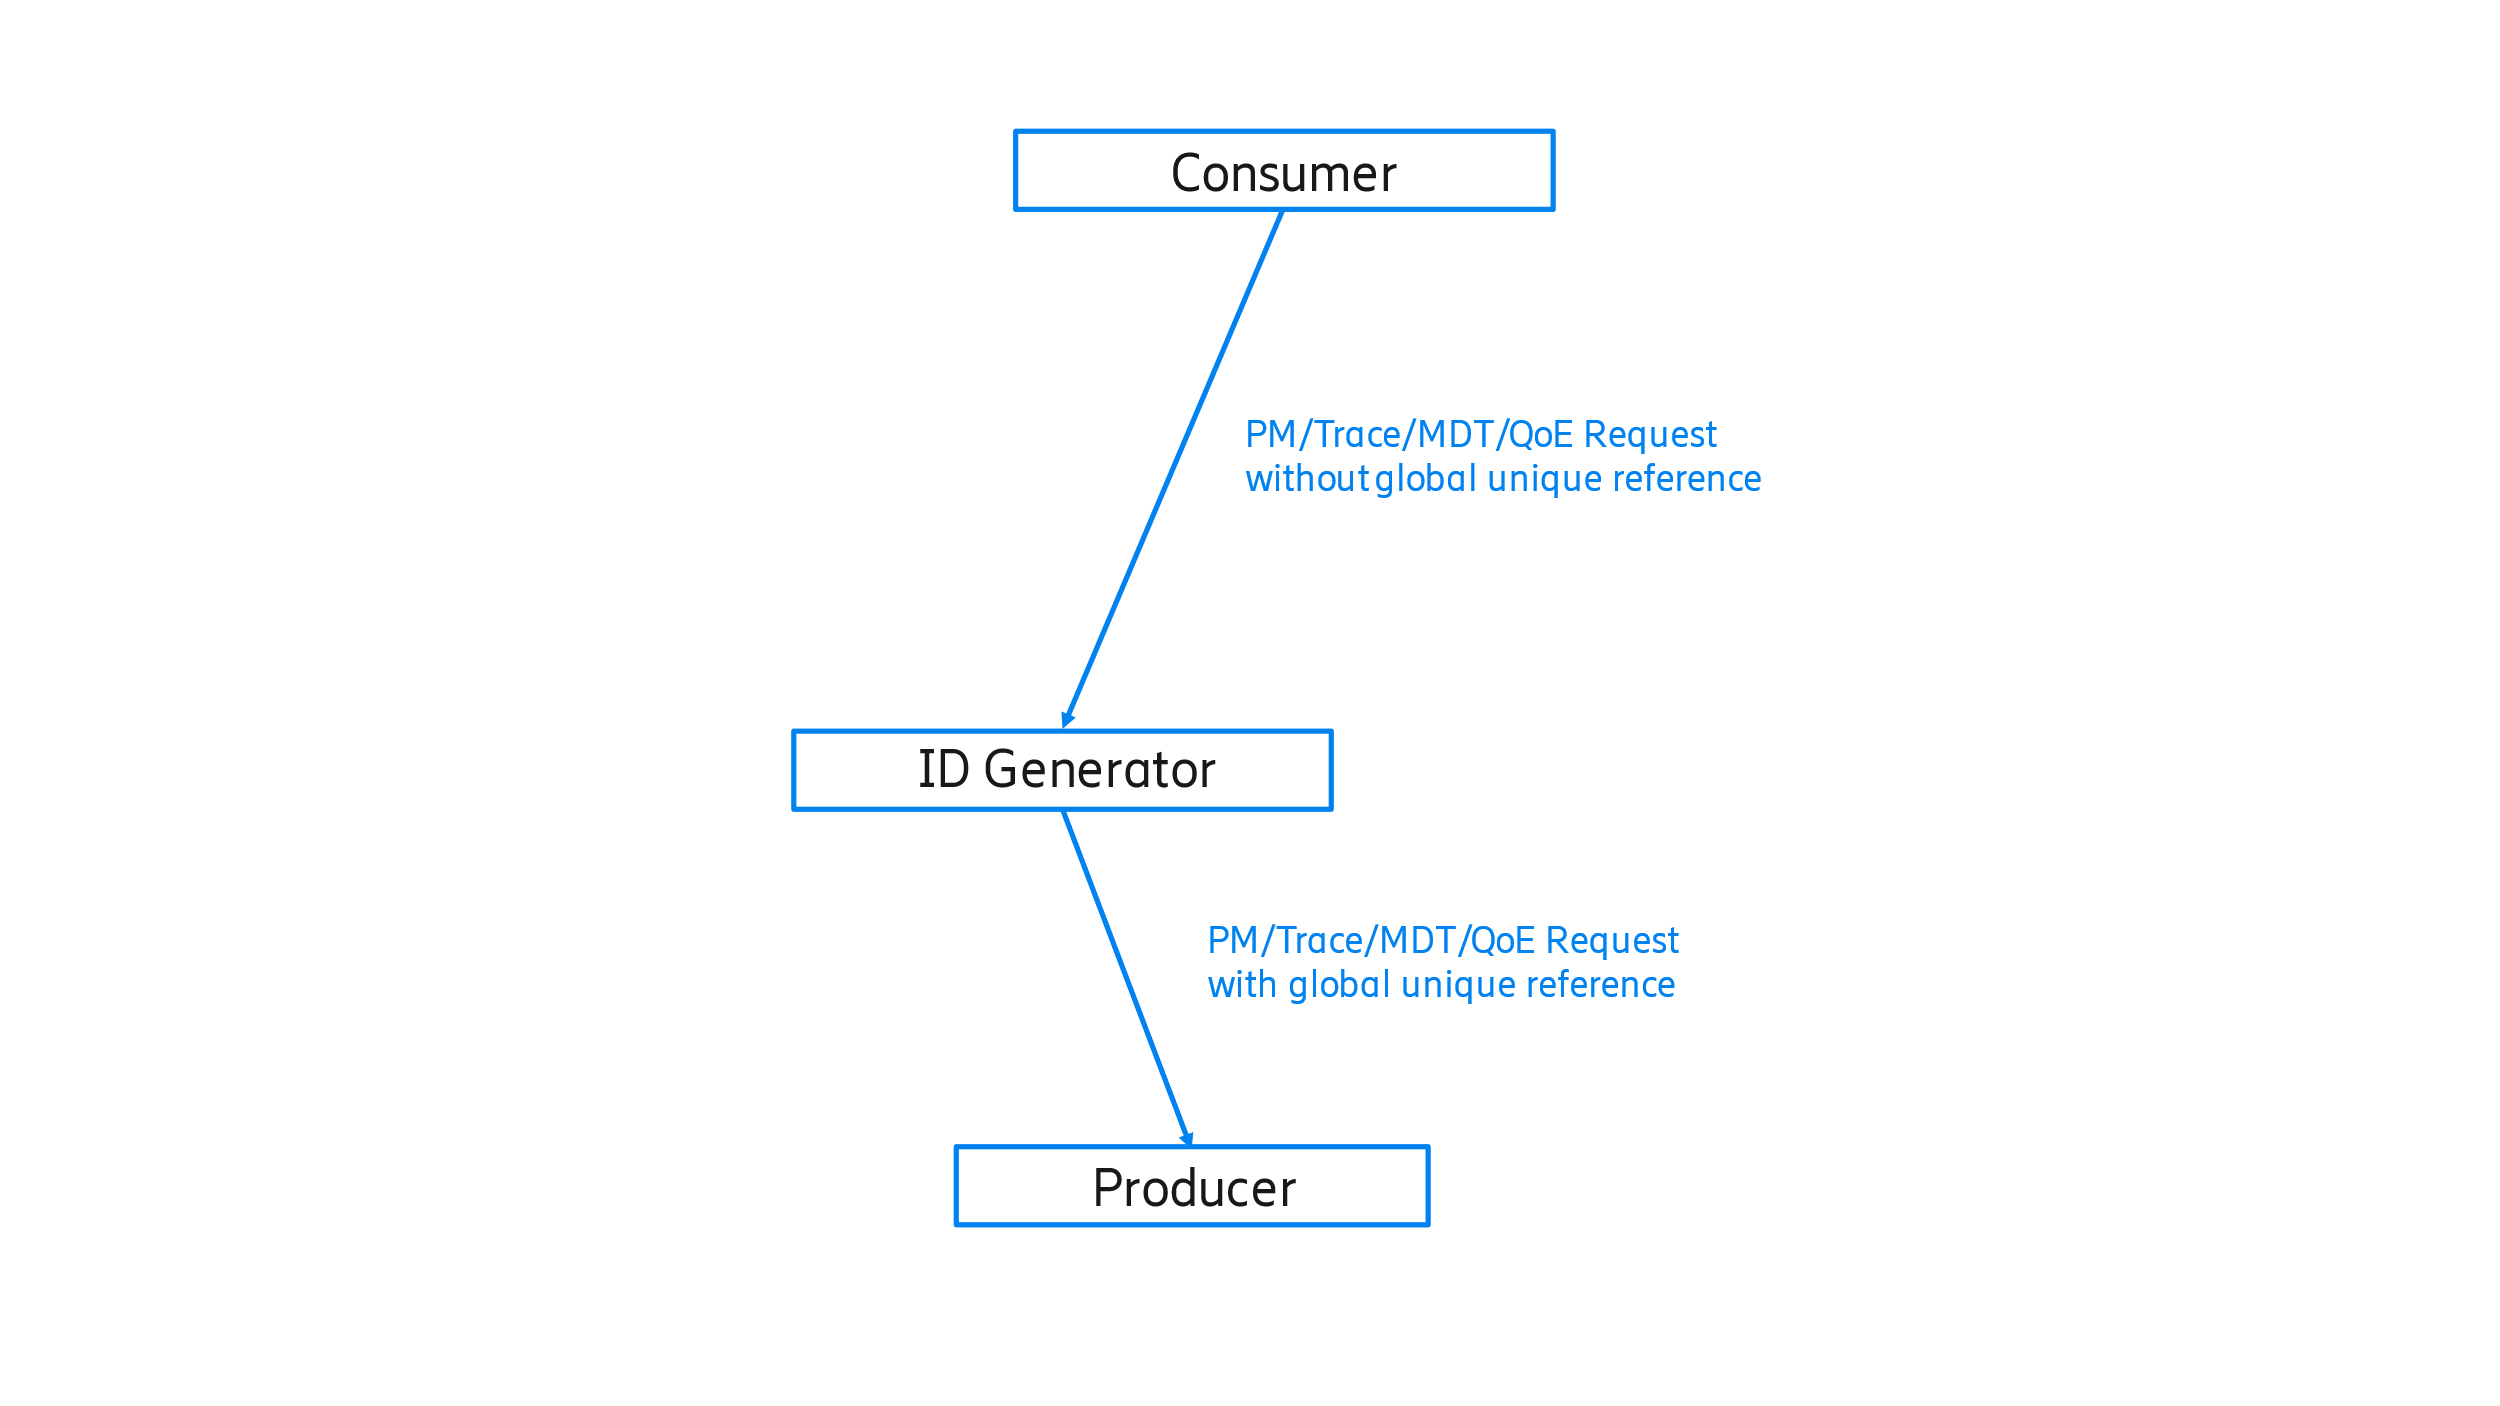 Consumer
PM/Trace/MDT/QoE Request
without global unique reference
ID Generator
PM/Trace/MDT/QoE Request
with global unique reference
Producer